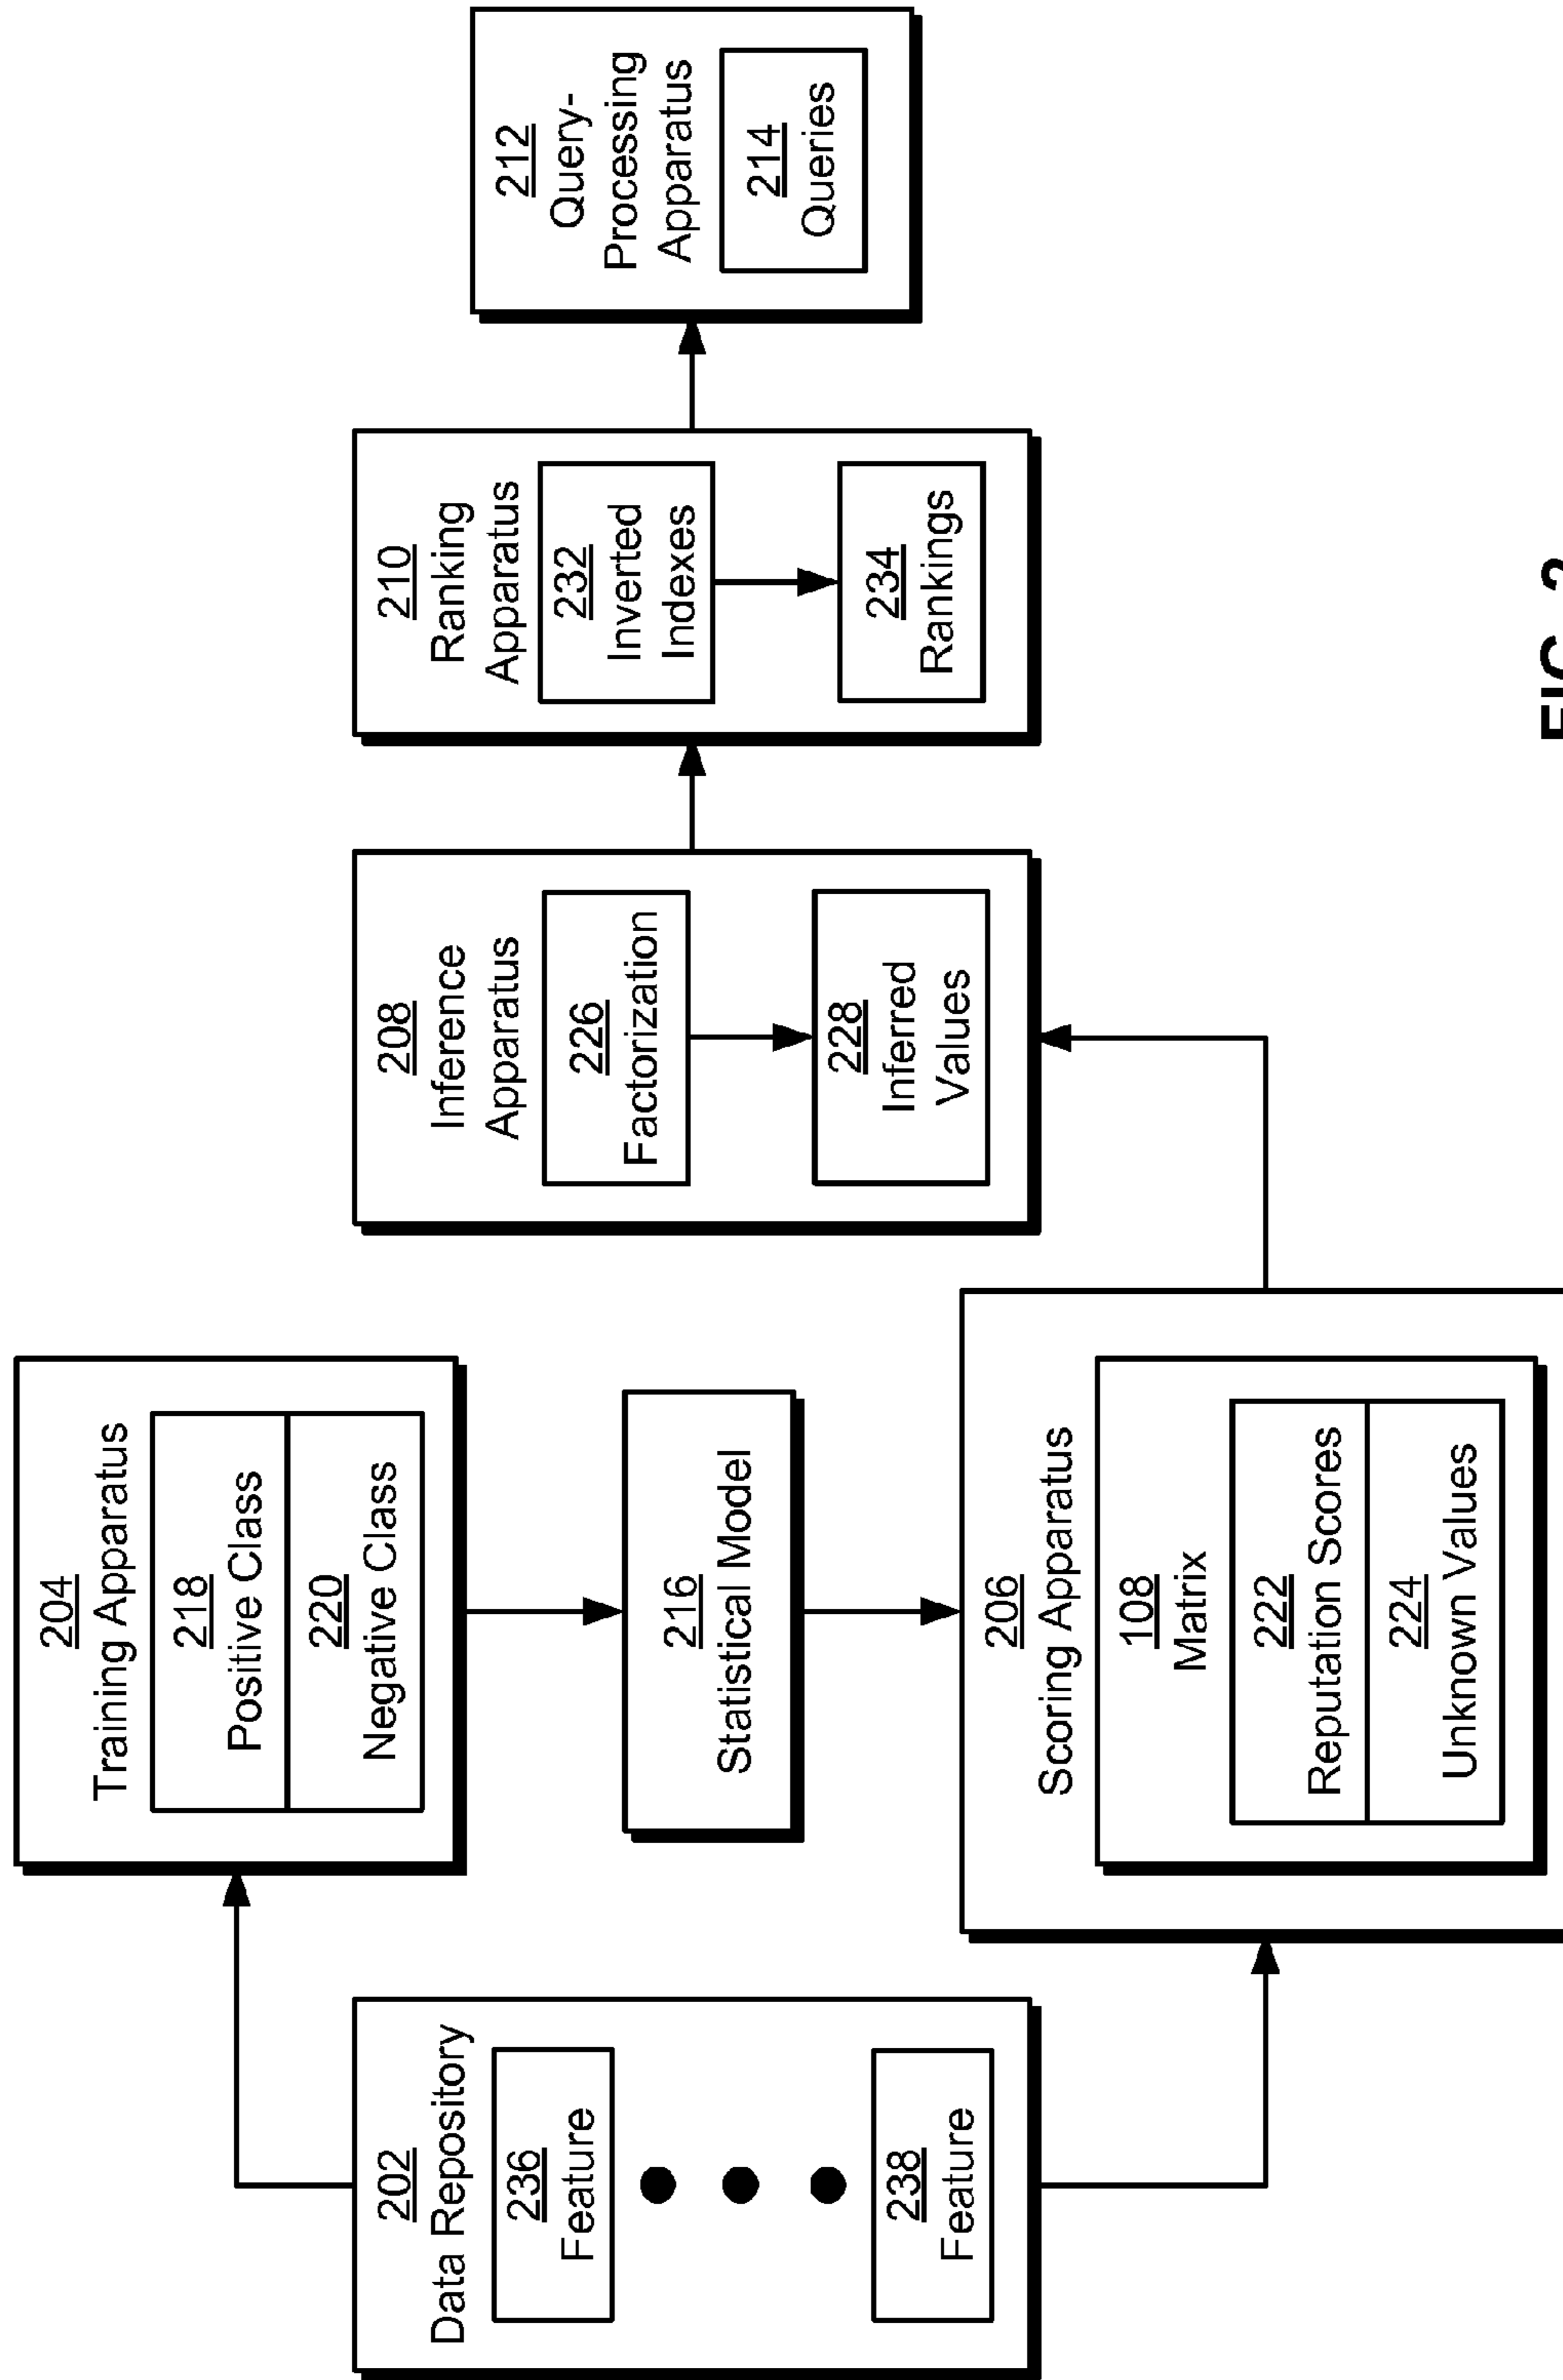 202
Data Repository
236
Feature
238
Feature
204
Training Apparatus
218
Positive Class
220
Negative Class
216
Statistical Model
206
Scoring Apparatus
108
Matrix
222
Reputation Scores
224
Unknown Values
208
Inference
Apparatus
226
Factorization
228
Inferred
Values
210
Ranking
Apparatus
232
Inverted
Indexes
234
Rankings
212
Query-
Processing
Apparatus
214
Queries
FIG. 2